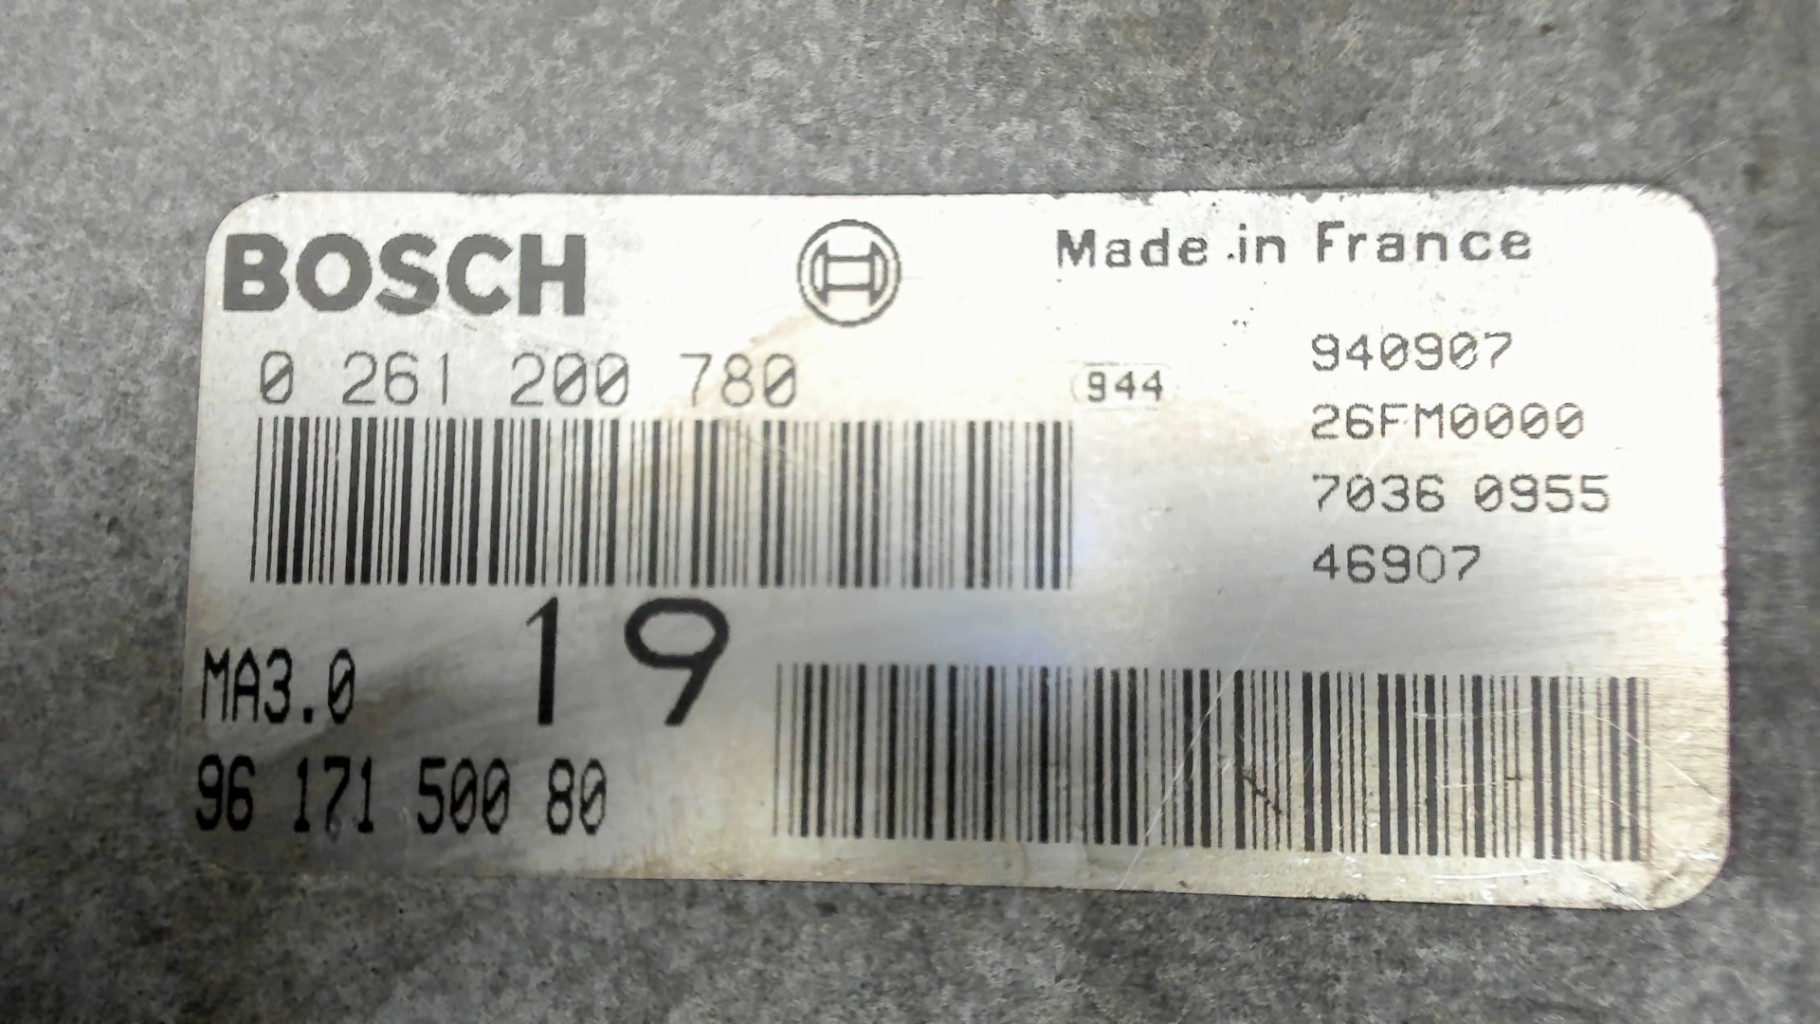 BOSCH Made in France
0 261 200 780 944 940907
26FM0000
7036 0955
46907
MA3.0 19
96 171 500 80